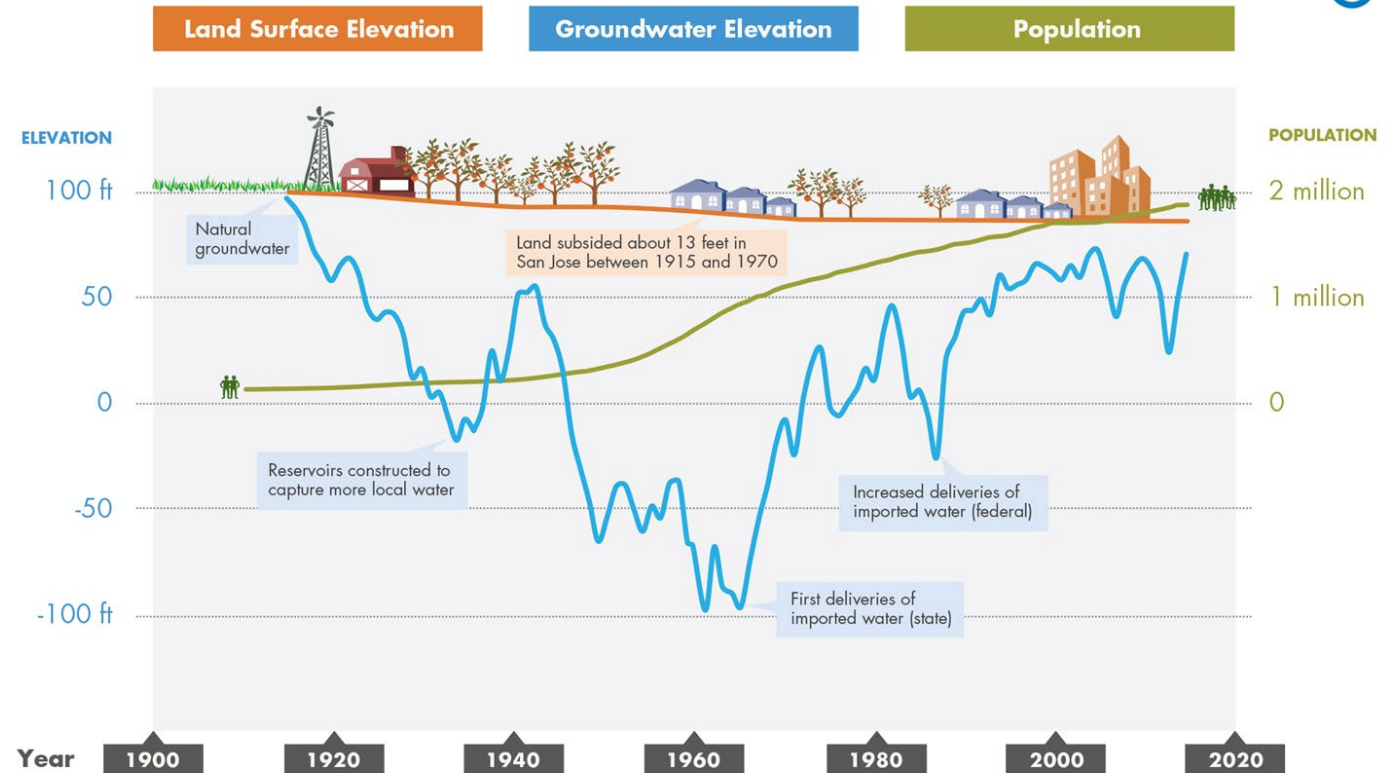 Land Surface Elevation
Groundwater Elevation
Population
ELEVATION
POPULATION
100 ft
2 million
Natural
groundwater
Land subsided about 13 feet in
San Jose between 1915 and 1970
50
1 million
0
0
Reservoirs constructed to
capture more local water
Increased deliveries of
imported water (federal)
-50
First deliveries of
imported water (state)
-100 ft
Year
1900
1920
1940
1960
1980
2000
2020